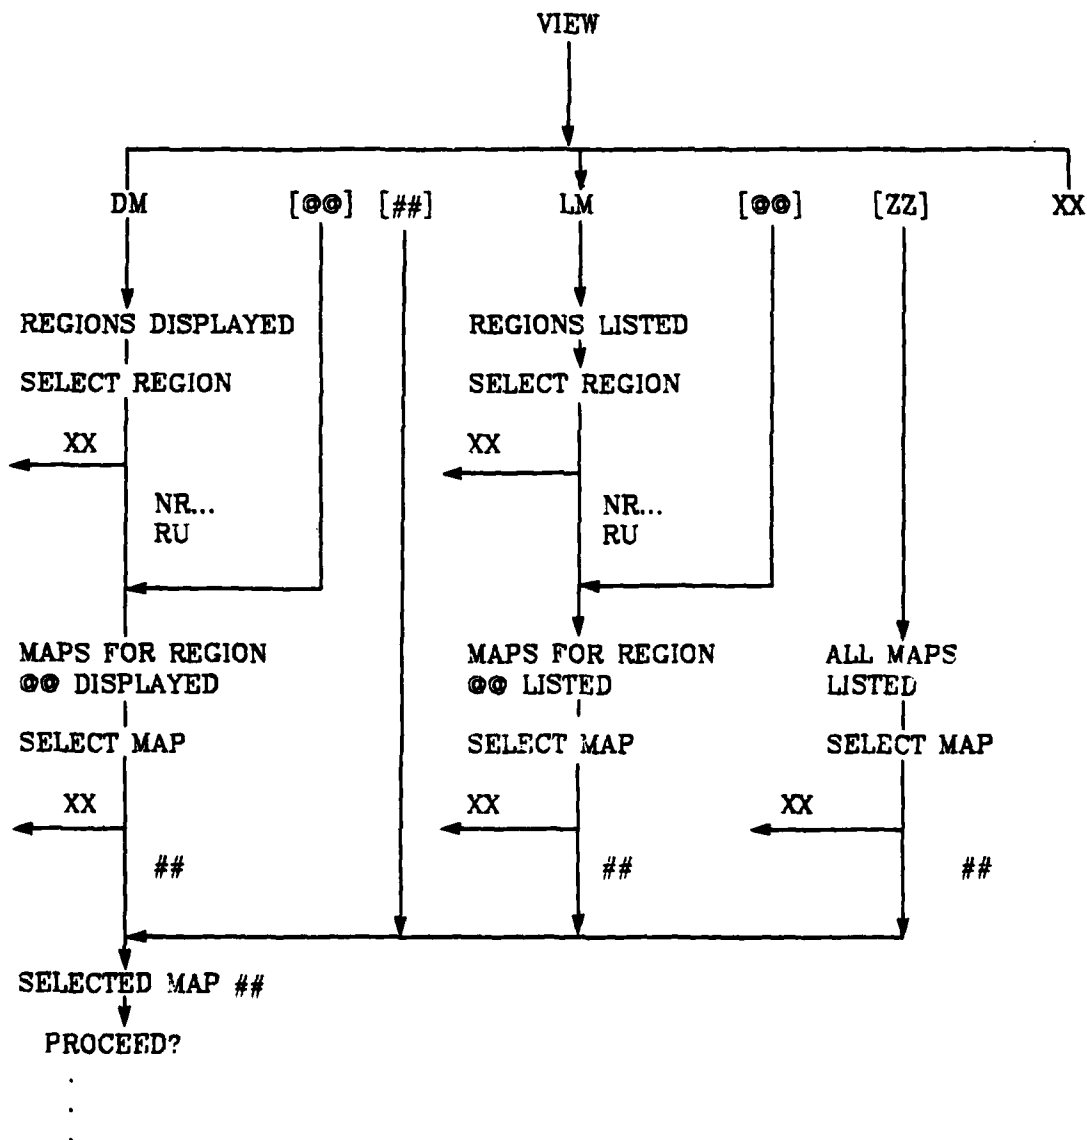 VIEW
DM [@@] [##] LM [@@] [ZZ] XX
REGIONS DISPLAYED REGIONS LISTED
SELECT REGION SELECT REGION
XX XX
NR... NR...
RU RU
MAPS FOR REGION MAPS FOR REGION ALL MAPS
@@ DISPLAYED @@ LISTED LISTED
SELECT MAP SELECT MAP SELECT MAP
XX XX XX
## ## ##
SELECTED MAP ##
PROCEED?
.
.
.